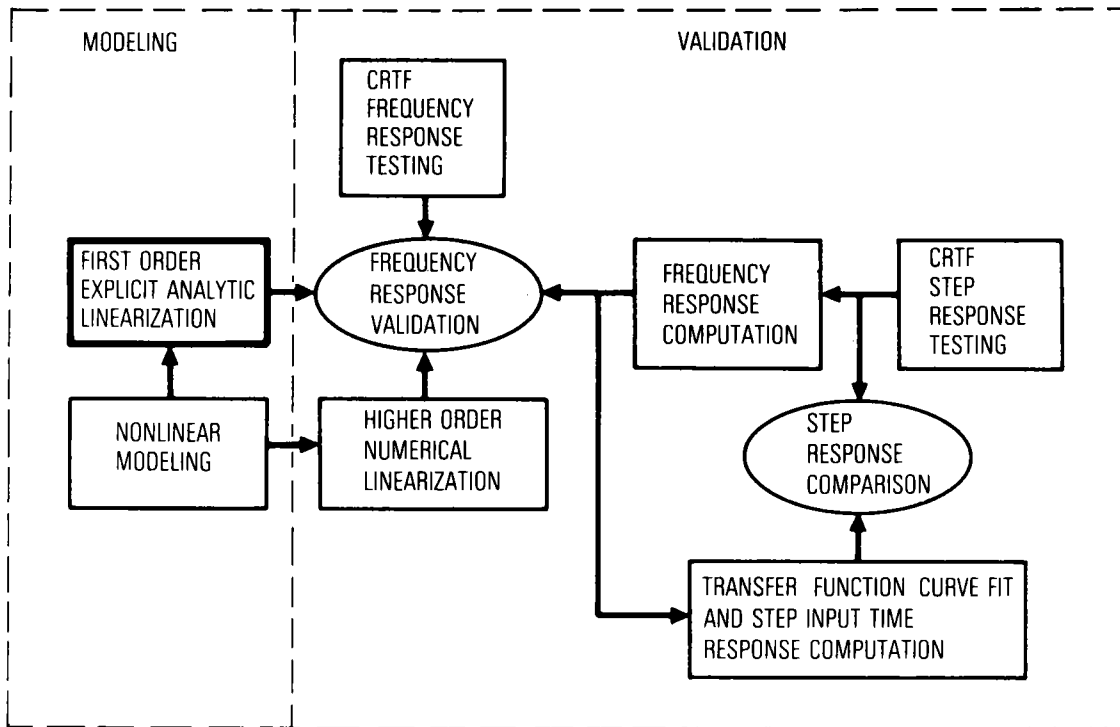 MODELING
VALIDATION
CRTF
FREQUENCY
RESPONSE
TESTING
FIRST ORDER
EXPLICIT ANALYTIC
LINEARIZATION
FREQUENCY
RESPONSE
VALIDATION
FREQUENCY
RESPONSE
COMPUTATION
CRTF
STEP
RESPONSE
TESTING
NONLINEAR
MODELING
HIGHER ORDER
NUMERICAL
LINEARIZATION
STEP
RESPONSE
COMPARISON
TRANSFER FUNCTION CURVE FIT
AND STEP INPUT TIME
RESPONSE COMPUTATION